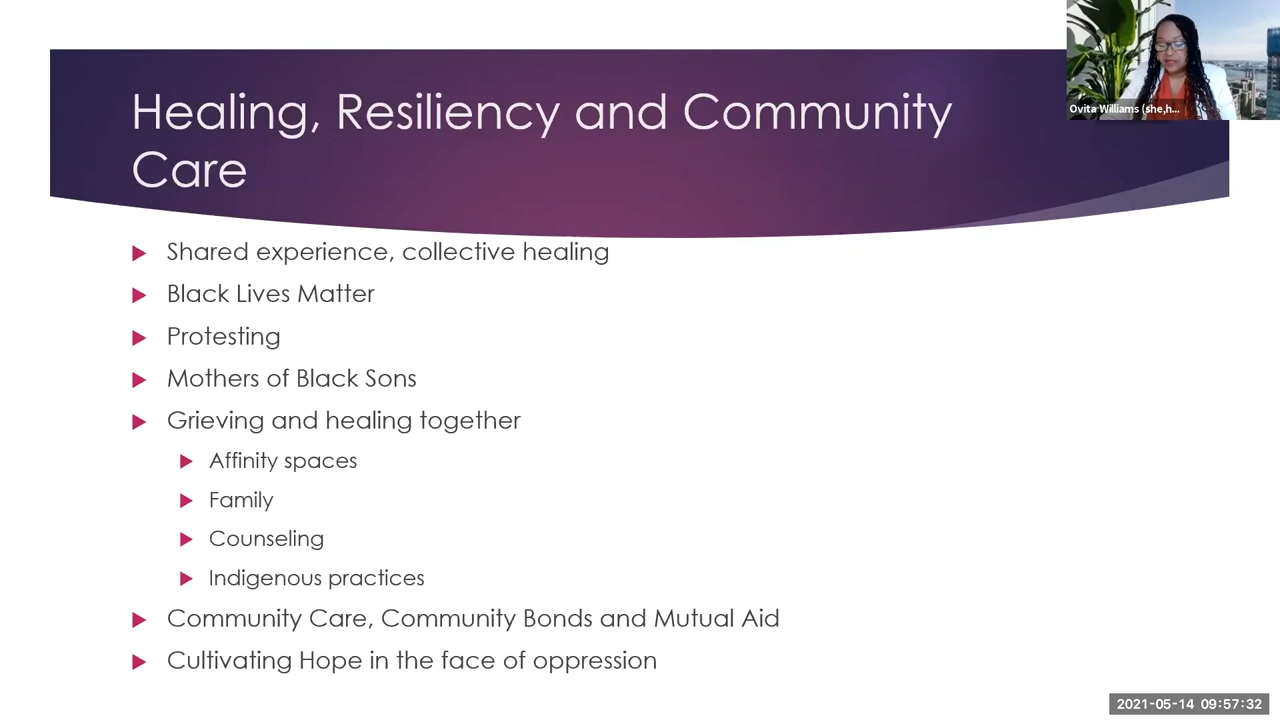 Healing, Resiliency and Community
Care
Ovita Williams (she,h...
Shared experience, collective healing
Black Lives Matter
Protesting
Mothers of Black Sons
Grieving and healing together
Affinity spaces
Family
Counseling
Indigenous practices
Community Care, Community Bonds and Mutual Aid
Cultivating Hope in the face of oppression
2021-05-14 09:57:32